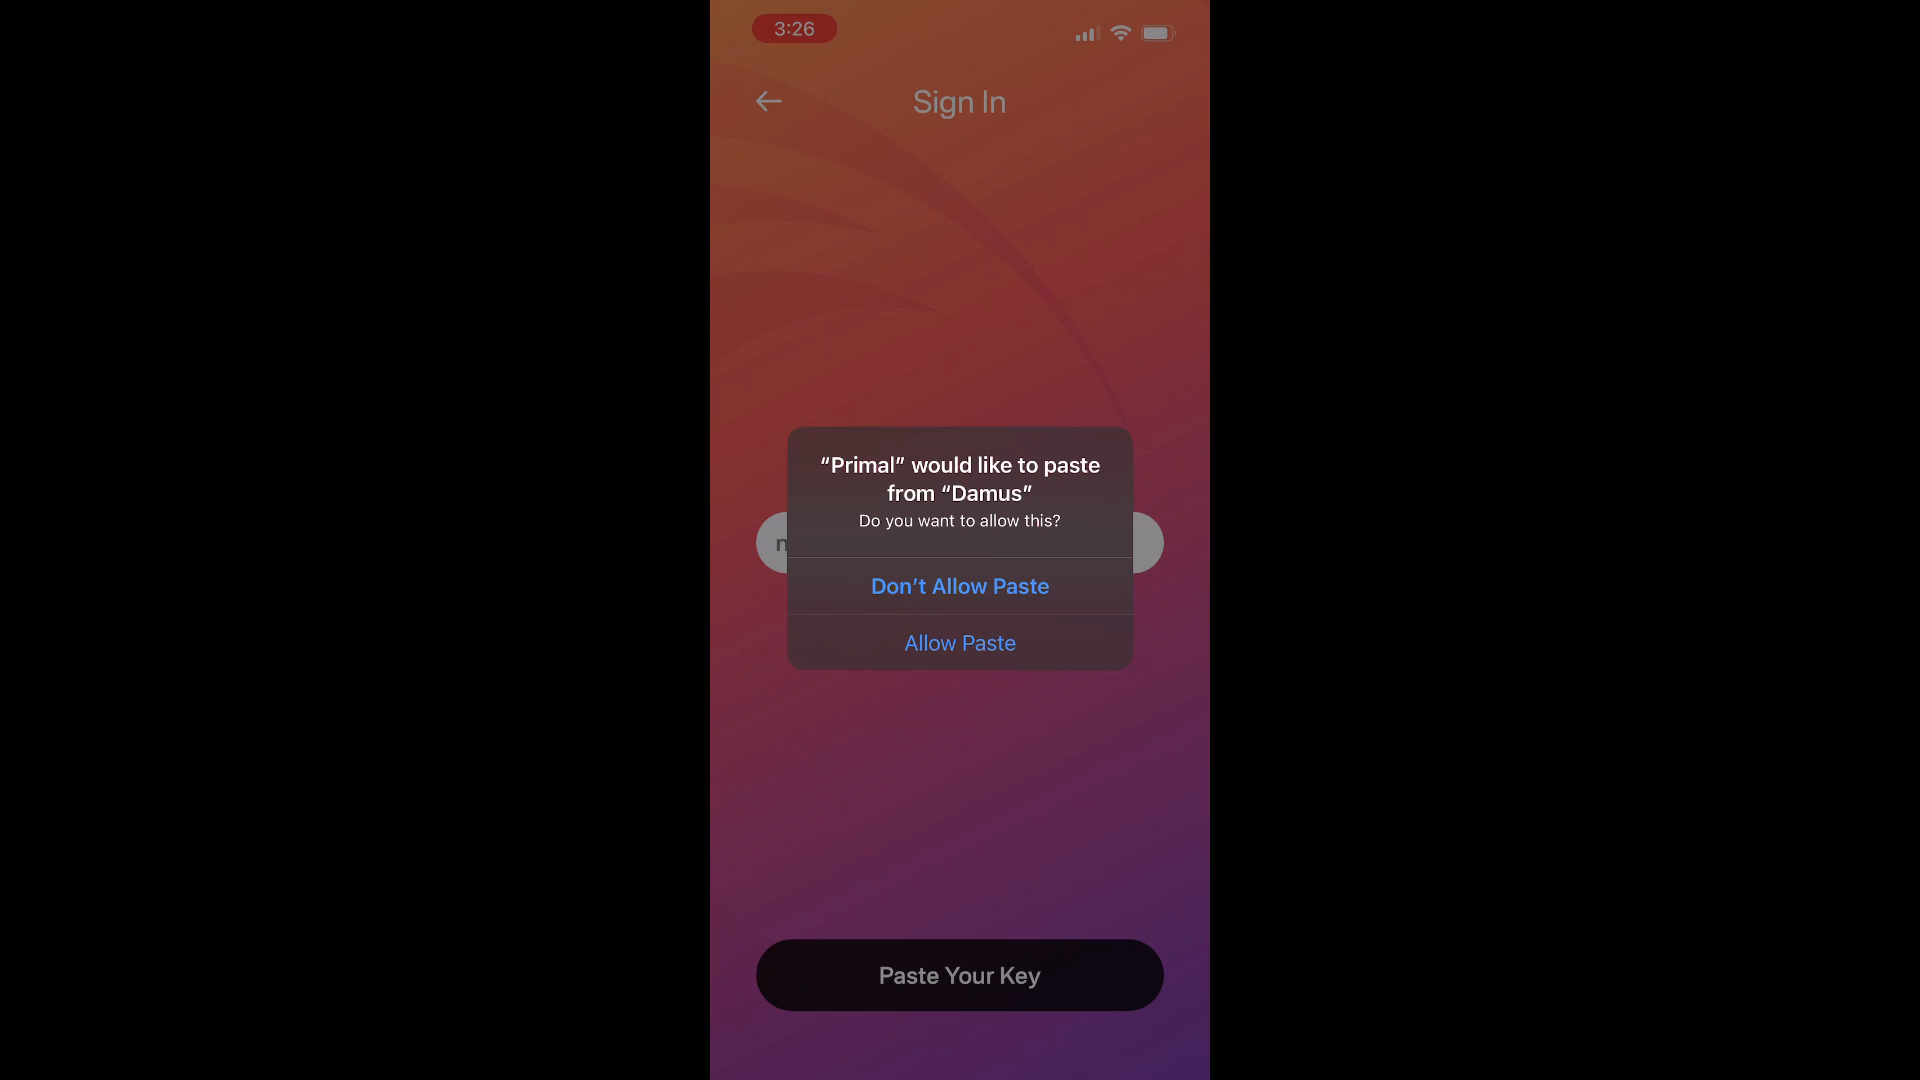 3:26
Sign In
“Primal” would like to paste
from “Damus”
Do you want to allow this?
Don’t Allow Paste
Allow Paste
Paste Your Key